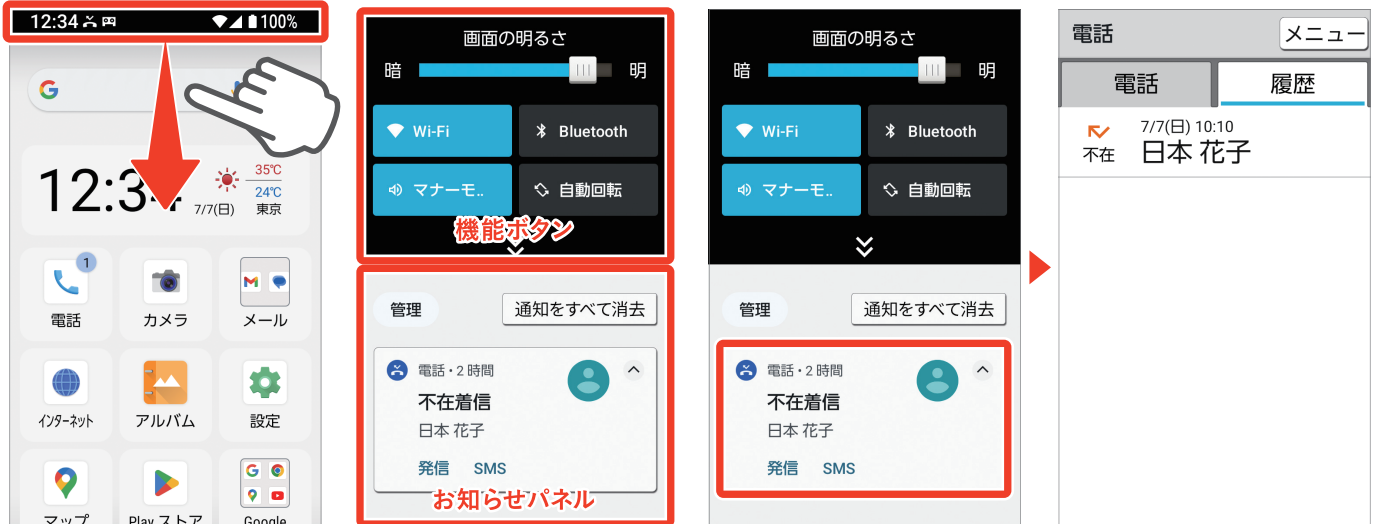 12:34 100%
12:34
35℃
24℃
7/7(日) 東京
1
電話 カメラ メール
インターネット アルバム 設定
マップ Play ストア Google
画面の明るさ
暗 明
Wi-Fi Bluetooth
マナーモ.. 自動回転
機能ボタン
管理 通知をすべて消去
電話・2 時間
不在着信
日本 花子
発信 SMS
お知らせパネル
画面の明るさ
暗 明
Wi-Fi Bluetooth
マナーモ.. 自動回転
管理 通知をすべて消去
電話・2 時間
不在着信
日本 花子
発信 SMS
電話 メニュー
電話 履歴
7/7(日) 10:10
不在 日本 花子